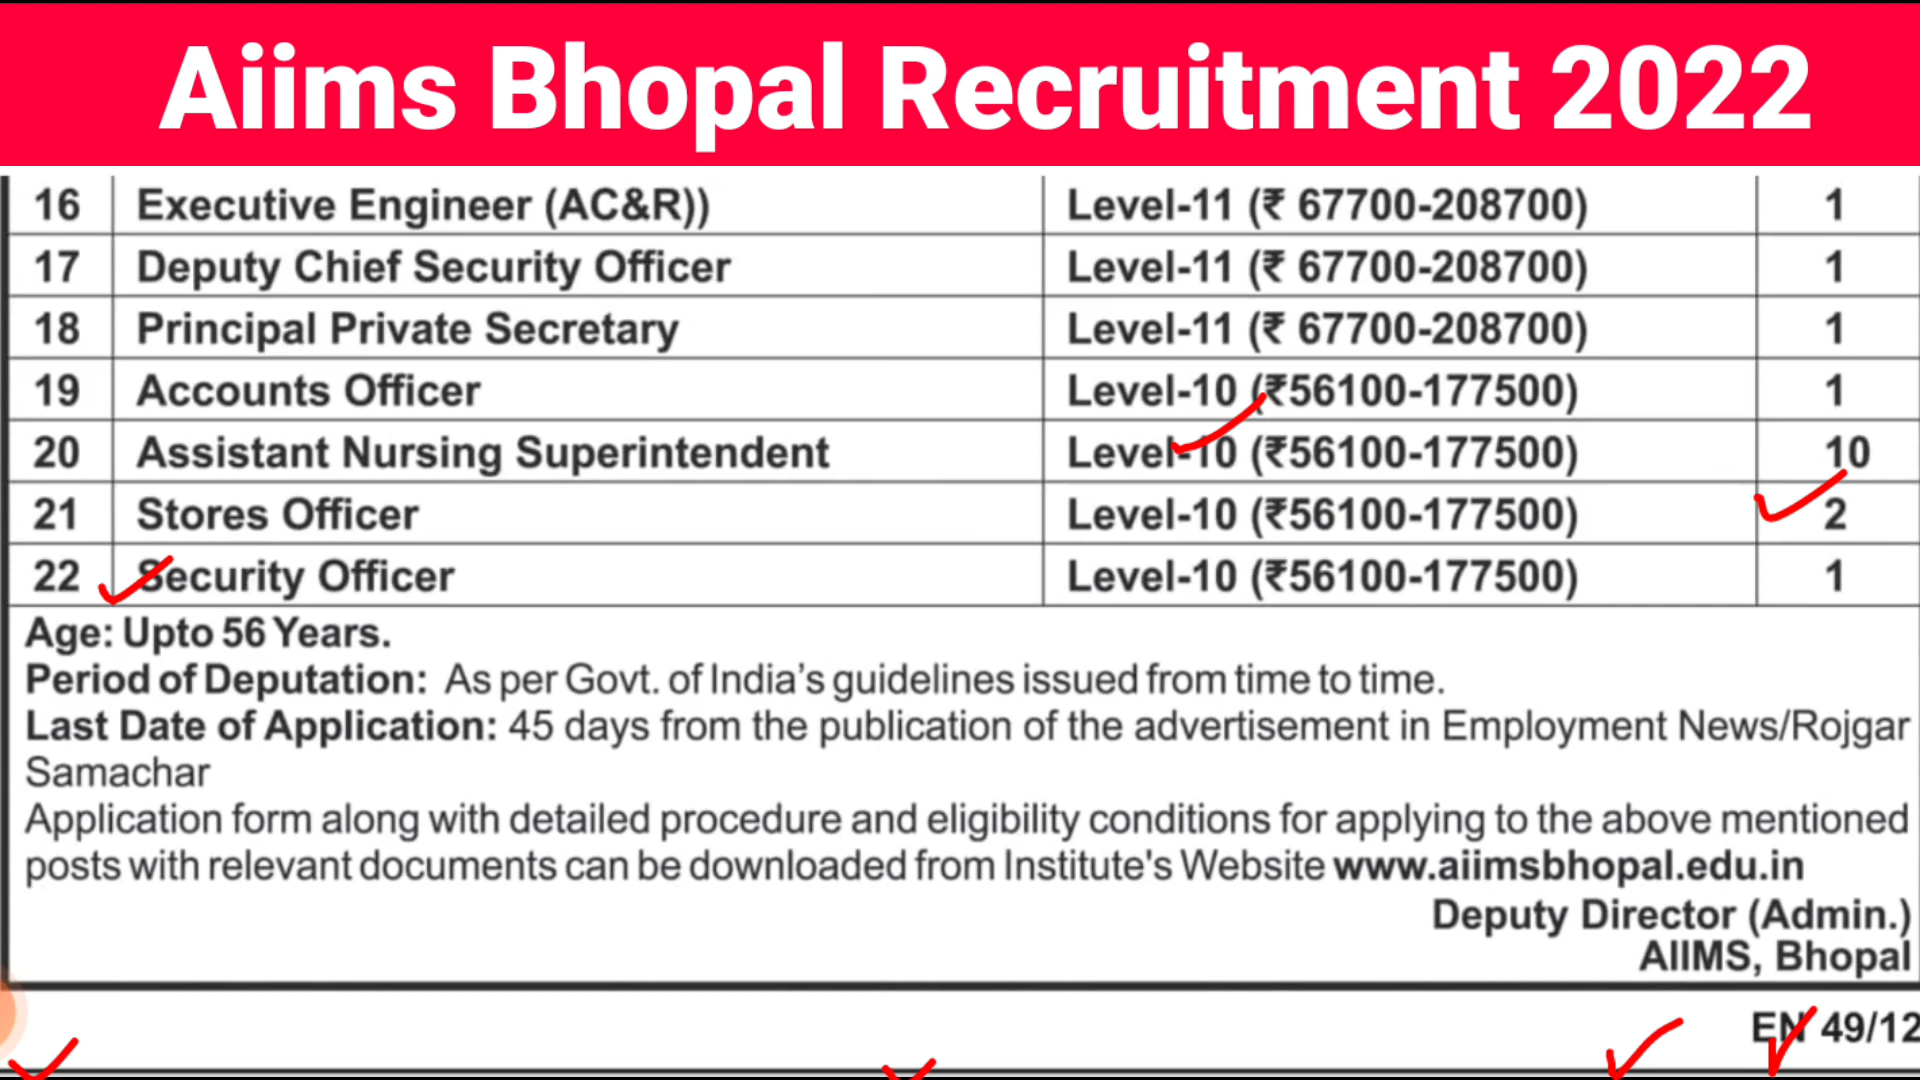 Aiims Bhopal Recruitment 2022
16 Executive Engineer (AC&R)) Level-11 (₹ 67700-208700) 1
17 Deputy Chief Security Officer Level-11 (₹ 67700-208700) 1
18 Principal Private Secretary Level-11 (₹ 67700-208700) 1
19 Accounts Officer Level-10 (₹56100-177500) 1
20 Assistant Nursing Superintendent Level-10 (₹56100-177500) 10
21 Stores Officer Level-10 (₹56100-177500) 2
22 Security Officer Level-10 (₹56100-177500) 1
Age: Upto 56 Years.
Period of Deputation: As per Govt. of India's guidelines issued from time to time.
Last Date of Application: 45 days from the publication of the advertisement in Employment News/Rojgar
Samachar
Application form along with detailed procedure and eligibility conditions for applying to the above mentioned
posts with relevant documents can be downloaded from Institute's Website www.aiimsbhopal.edu.in
Deputy Director (Admin.)
AIIMS, Bhopal
EN 49/12